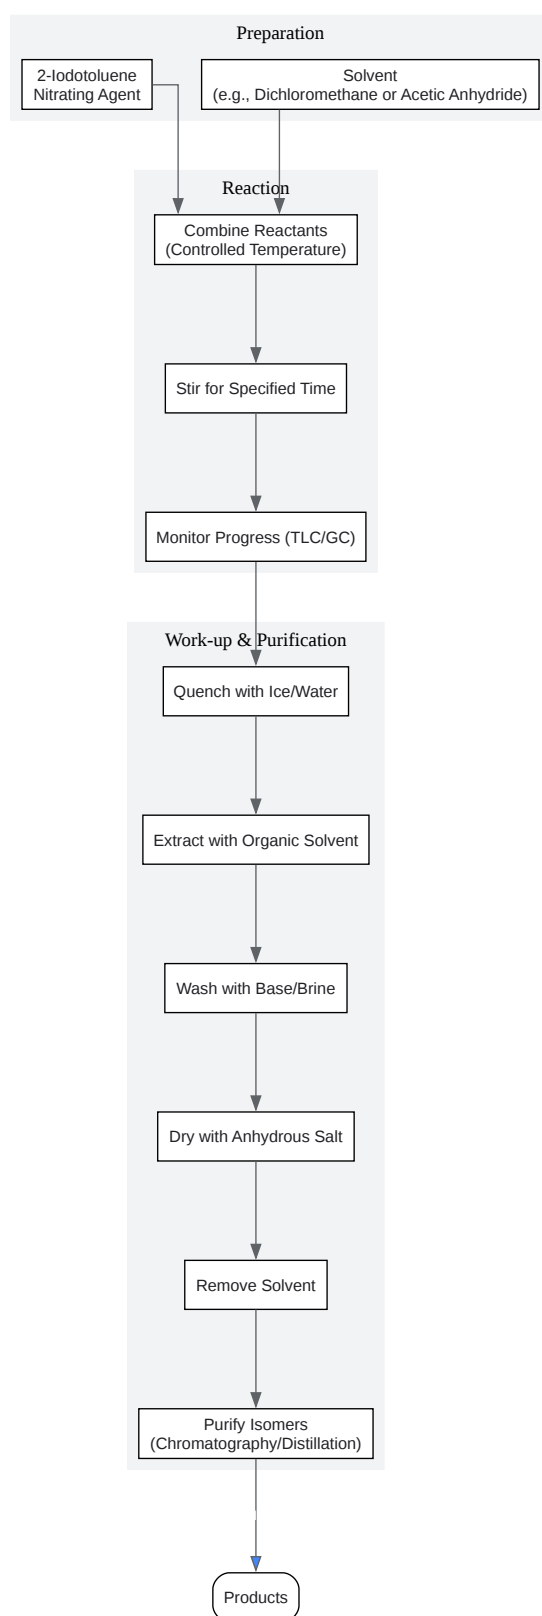 Preparation
2-Iodotoluene
Nitrating Agent
Solvent
(e.g., Dichloromethane or Acetic Anhydride)
Reaction
Combine Reactants
(Controlled Temperature)
Stir for Specified Time
Monitor Progress (TLC/GC)
Work-up & Purification
Quench with Ice/Water
Extract with Organic Solvent
Wash with Base/Brine
Dry with Anhydrous Salt
Remove Solvent
Purify Isomers
(Chromatography/Distillation)
Products